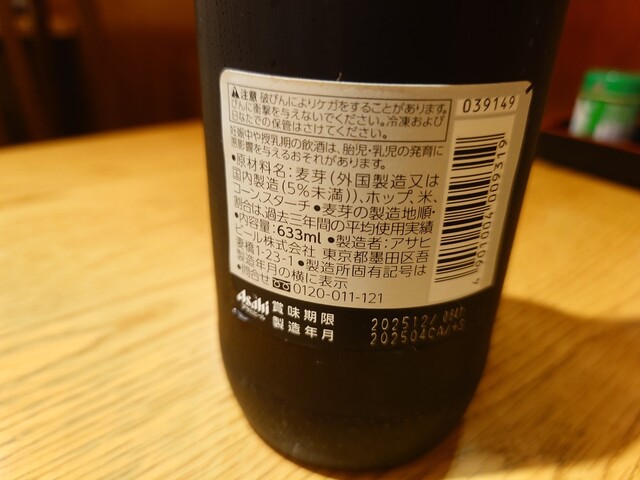 ⚠注意 破びんによりケガをすることがあります。
びんに衝撃を与えないでください。冷凍および
日なたでの保管はさけてください。
039149
妊娠中や授乳期の飲酒は、胎児・乳児の発育に
悪影響を与えるおそれがあります。
●原材料名:麦芽(外国製造又は
国内製造(5%未満))、ホップ、米、
コーンスターチ●麦芽の製造地順・
割合は、過去三年間の平均使用実績
●内容量:633ml ●製造者:アサヒ
ビール株式会社 東京都墨田区吾
妻橋1-23-1●製造所固有記号は
製造年月の横に表示
●問合せ 0120-011-121
4 901004 009319
Asahi
賞味期限 202512/
製造年月 202504CA/+S